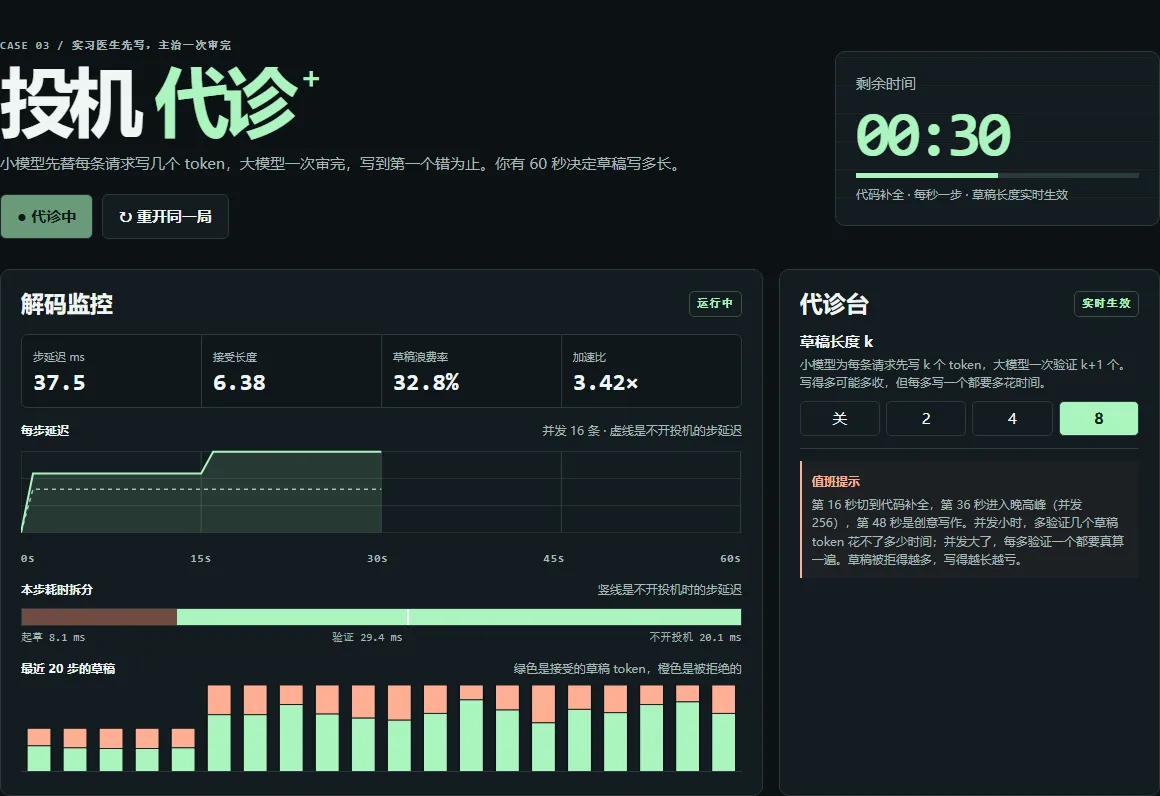 CASE 03 / 实习医生先写，主治一次审完
投机 代诊+
小模型先替每条请求写几个 token，大模型一次审完，写到第一个错为止。你有 60 秒决定草稿写多长。
● 代诊中
↻ 重开同一局
剩余时间
00:30
代码补全 · 每秒一步 · 草稿长度实时生效
解码监控
运行中
步延迟 ms
37.5
接受长度
6.38
草稿浪费率
32.8%
加速比
3.42×
每步延迟
并发 16 条 · 虚线是不开投机的步延迟
0s
15s
30s
45s
60s
本步耗时拆分
竖线是不开投机时的步延迟
起草 8.1 ms
验证 29.4 ms
不开投机 20.1 ms
最近 20 步的草稿
绿色是接受的草稿 token，橙色是被拒绝的
代诊台
实时生效
草稿长度 k
小模型为每条请求先写 k 个 token，大模型一次验证 k+1 个。
写得多可能多收，但每多写一个都要多花时间。
关
2
4
8
值班提示
第 16 秒切到代码补全，第 36 秒进入晚高峰（并发
256），第 48 秒是创意写作。并发小时，多验证几个草稿
token 花不了多少时间；并发大了，每多验证一个都要真算
一遍。草稿被拒得越多，写得越长越亏。